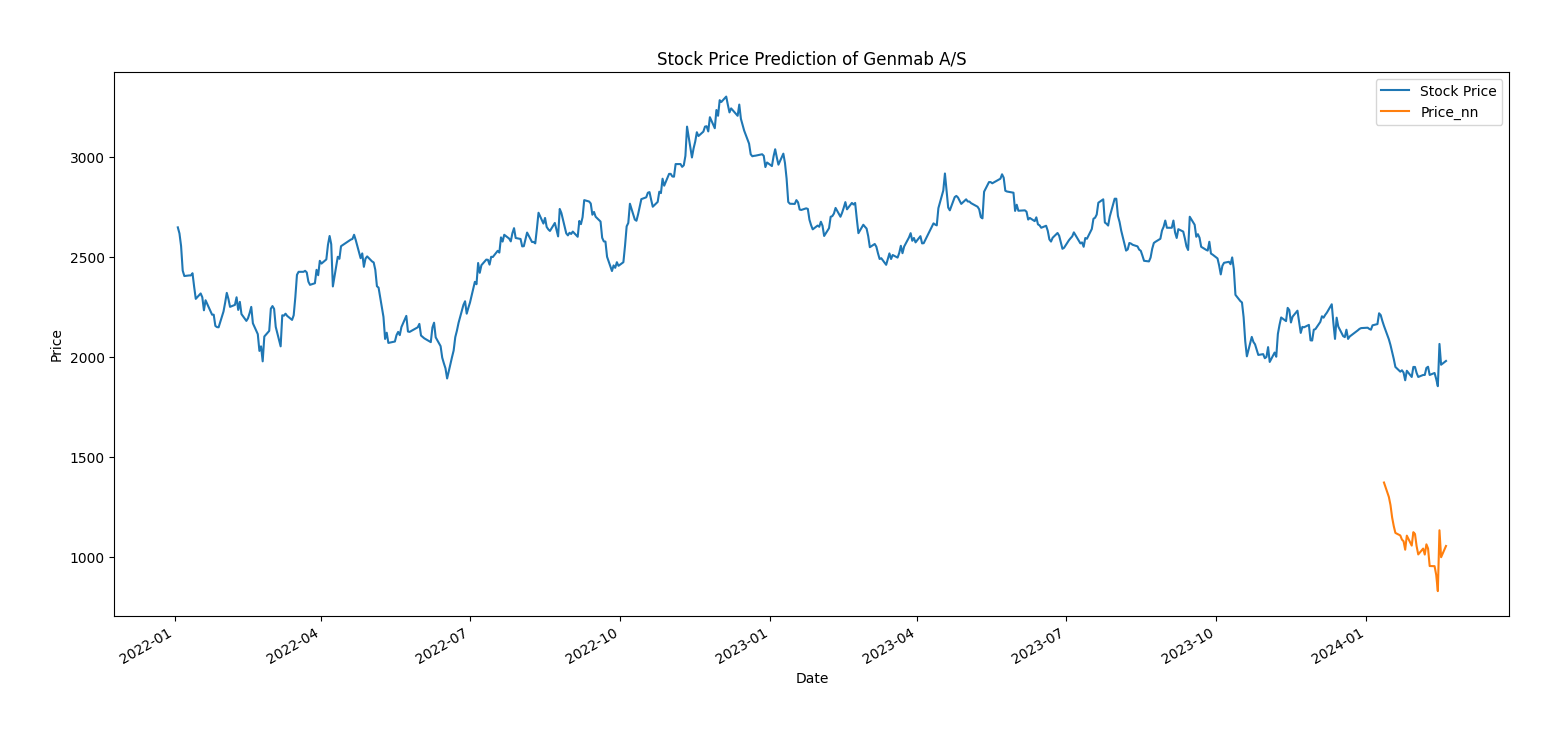 Stock Price Prediction of Genmab A/S
Stock Price
Price_nn
Price
3000
2500
2000
1500
1000
2022-01
2022-04
2022-07
2022-10
2023-01
2023-04
2023-07
2023-10
2024-01
Date